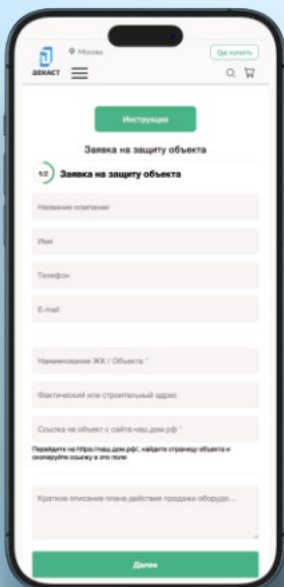 Москва
Где купить
ДЕКАСТ
Инструкция
Заявка на защиту объекта
1/2 Заявка на защиту объекта
Название компании
Имя
Телефон
E-mail
Наименование ЖК / Объекта *
Фактический или строительный адрес
Ссылка на объект с сайта наш.дом.рф *
Перейдите на https://наш.дом.рф/, найдите страницу объекта и
скопируйте ссылку в это поле
Краткое описание плана действия продажи оборудо...
Далее